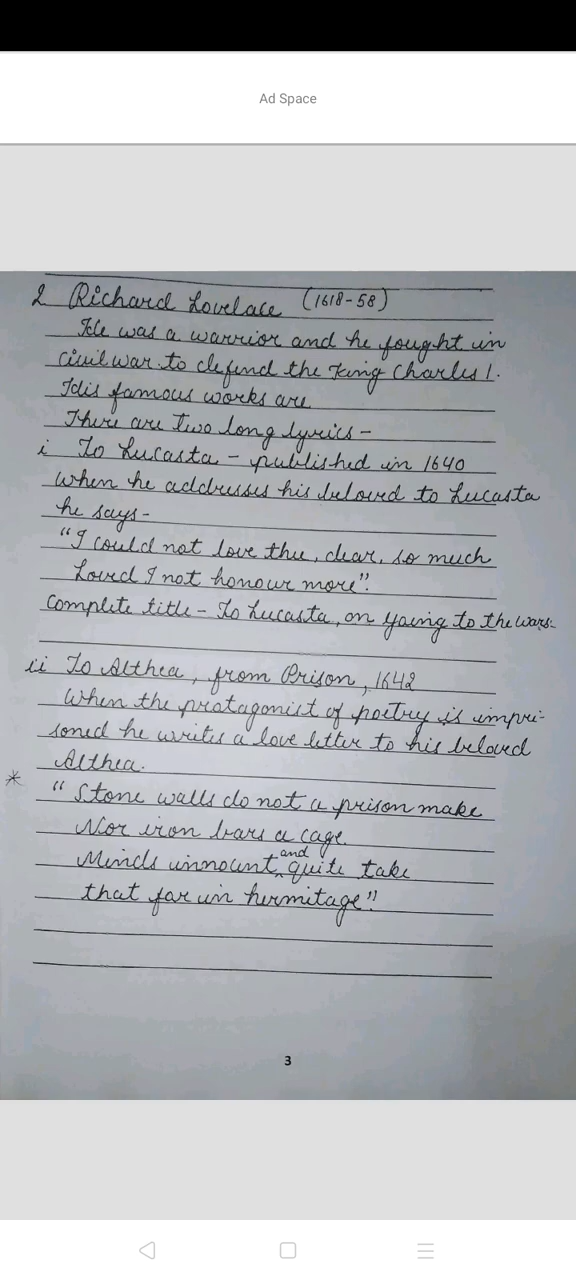 Ad Space
2 Richard Lovelace (1618-58)
He was a warrior and he fought in
civil war to defend the King Charles I.
His famous works are
There are two long lyrics-
i To Lucasta - published in 1640
when he addresses his beloved to Lucasta
he says-
"I could not love thee, dear, so much
Loved I not honour more".
Complete title - To Lucasta, on going to the wars.
ii To Althea, from Prison, 1642
When the protagonist of poetry is impri-
soned he writes a love letter to his beloved
Althea.
* "Stone walls do not a prison make
Nor iron bars a cage.
Minds innount and quite take
that for an hermitage"!
3